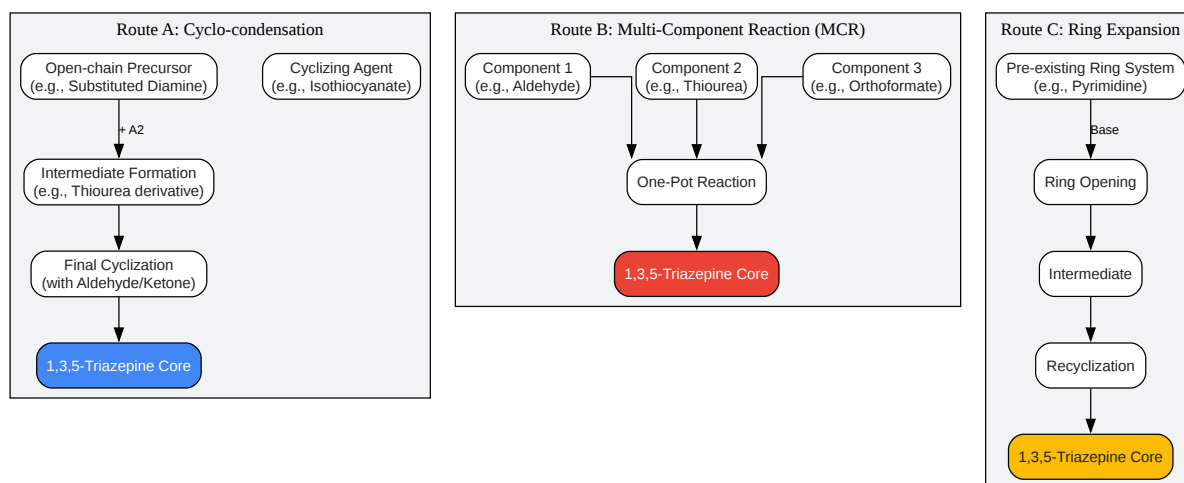 Route A: Cyclo-condensation
Open-chain Precursor
(e.g., Substituted Diamine)
Cyclizing Agent
(e.g., Isothiocyanate)
+ A2
Intermediate Formation
(e.g., Thiourea derivative)
Final Cyclization
(with Aldehyde/Ketone)
1,3,5-Triazepine Core
Route B: Multi-Component Reaction (MCR)
Component 1
(e.g., Aldehyde)
Component 2
(e.g., Thiourea)
Component 3
(e.g., Orthoformate)
One-Pot Reaction
1,3,5-Triazepine Core
Route C: Ring Expansion
Pre-existing Ring System
(e.g., Pyrimidine)
Base
Ring Opening
Intermediate
Recyclization
1,3,5-Triazepine Core